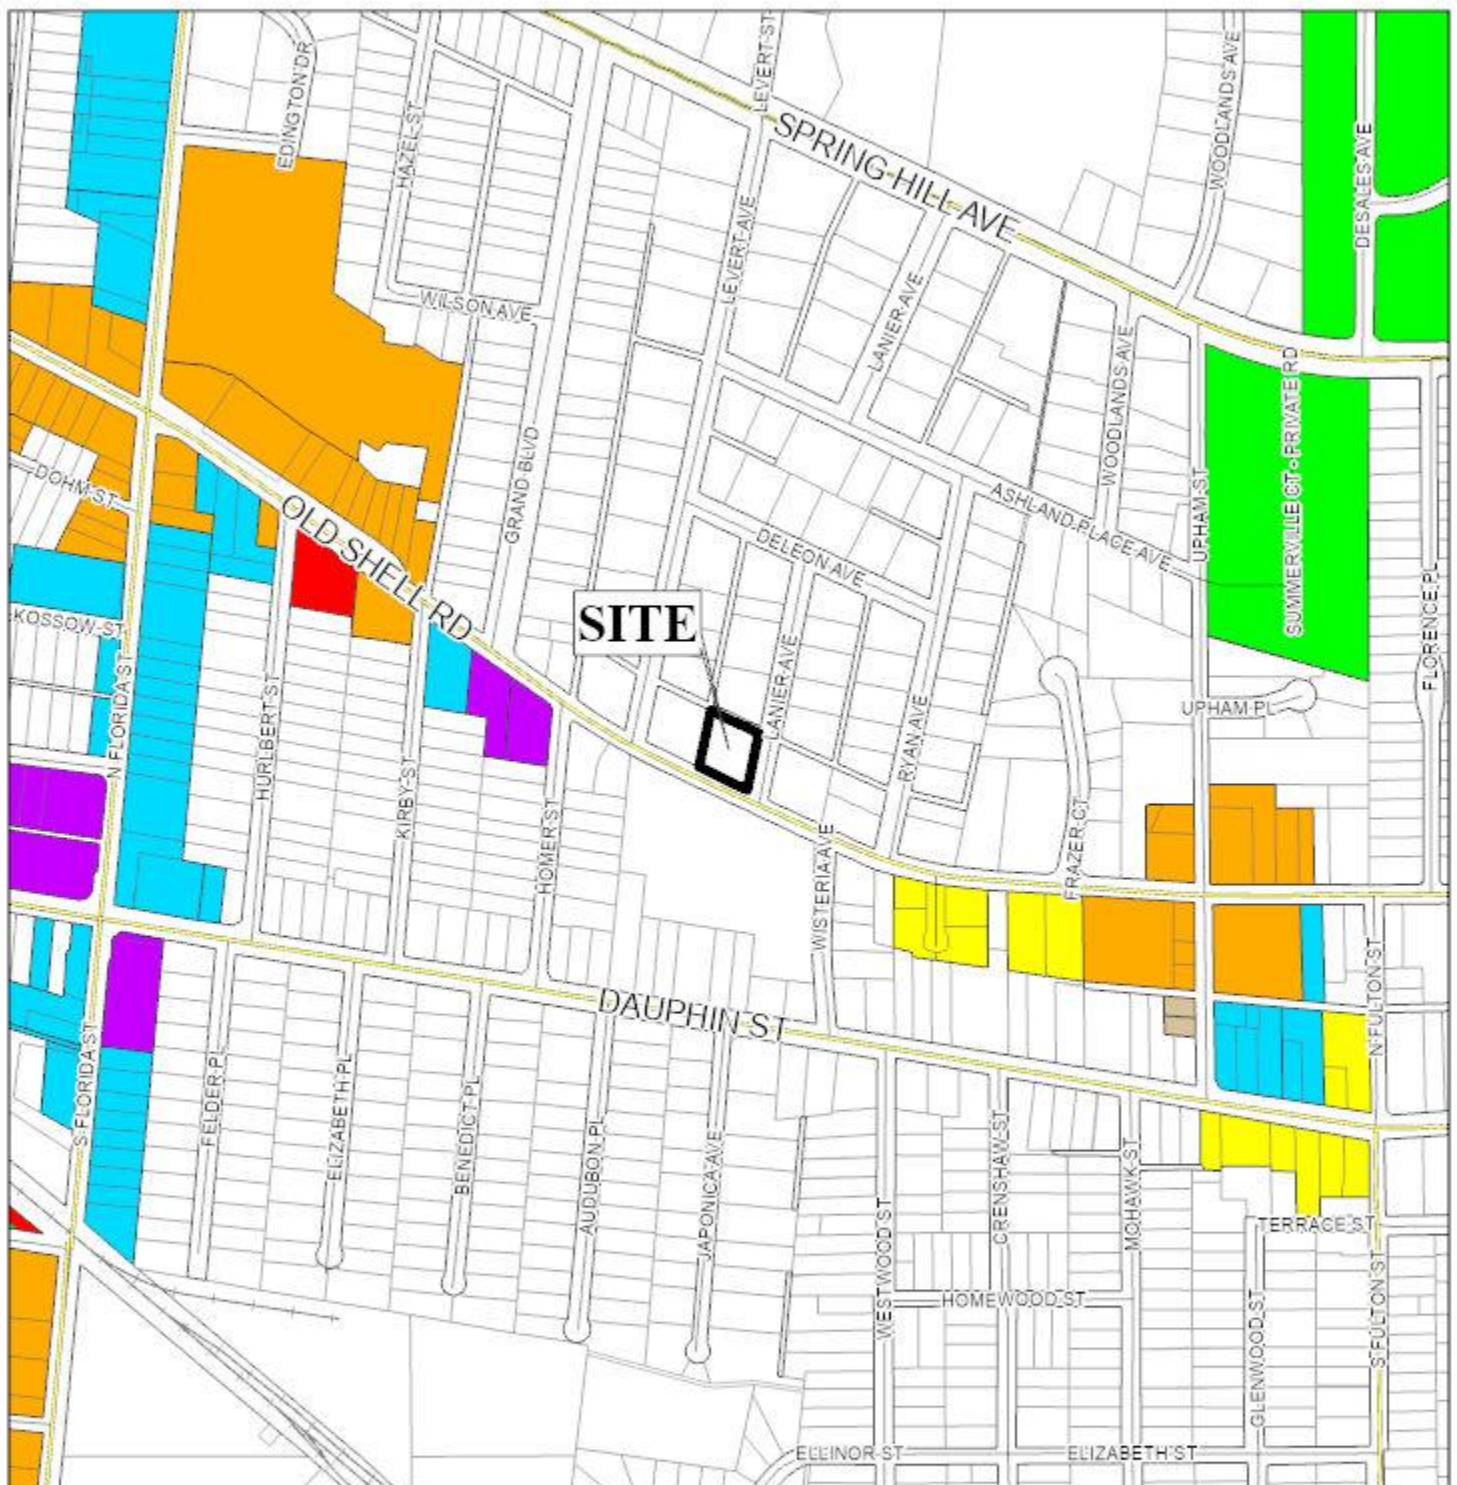 LEVERT ST
EDINGTON DR
WOODLANDS AVE
HAZEL ST
SPRING HILL AVE
DESALES AVE
LEVERT AVE
WILSON AVE
LANIER AVE
WOODLANDS AVE
SUMMERVILLE CT - PRIVATE RD
GRAND BLVD
DOHM ST
OLD SHELL RD
ASHLAND PLACE AVE
UPHAM ST
DELEON AVE
FLORENCE PL
KOSSOW ST
SITE
N FLORIDA ST
HURLBERT ST
LANIER AVE
UPHAM PL
RYAN AVE
KIRBY ST
HOMER ST
FRAZER CT
WISTERIA AVE
N FULTON ST
DAUPHIN ST
S FLORIDA ST
FELDER PL
ELIZABETH PL
BENEDICT PL
AUDUBON PL
JAPONICA AVE
CRENSHAW ST
MOHAWK ST
WESTWOOD ST
TERRACE ST
HOMEWOOD ST
S FULTON ST
GLENWOOD ST
ELLINOR ST
ELIZABETH ST